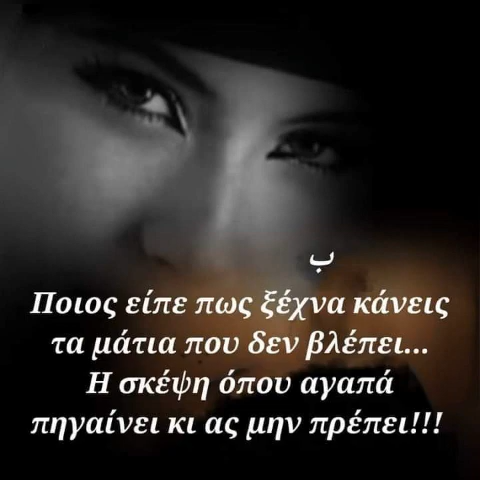 ب
Ποιος είπε πως ξέχνα κάνεις
τα μάτια που δεν βλέπει...
Η σκέψη όπου αγαπά
πηγαίνει κι ας μην πρέπει!!!